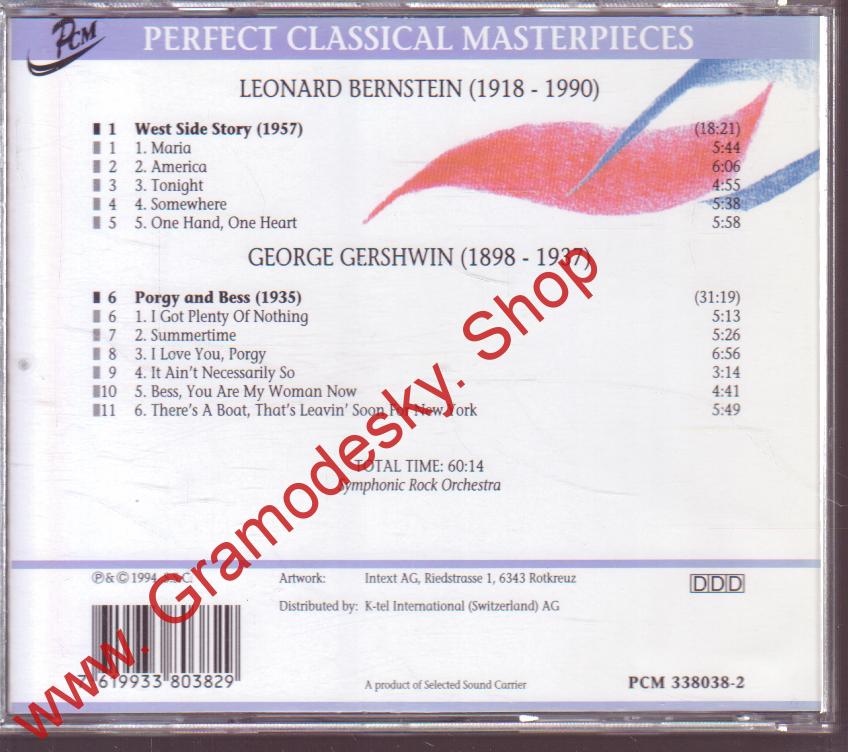 PCM
PERFECT CLASSICAL MASTERPIECES
LEONARD BERNSTEIN (1918 - 1990)
1 West Side Story (1957) (18:21)
1 1. Maria 5:44
2 2. America 6:06
3 3. Tonight 4:55
4 4. Somewhere 5:38
5 5. One Hand, One Heart 5:58
GEORGE GERSHWIN (1898 - 1937)
6 Porgy and Bess (1935) (31:19)
6 1. I Got Plenty Of Nothing 5:13
7 2. Summertime 5:26
8 3. I Love You, Porgy 6:56
9 4. It Ain't Necessarily So 3:14
10 5. Bess, You Are My Woman Now 4:41
11 6. There's A Boat, That's Leavin' Soon For New York 5:49
TOTAL TIME: 60:14
Symphonic Rock Orchestra
℗ & © 1994
Artwork: Intext AG, Riedstrasse 1, 6343 Rotkreuz
DDD
Distributed by: K-tel International (Switzerland) AG
7 619933 803829
A product of Selected Sound Carrier
PCM 338038-2
www. Gramodesky. Shop